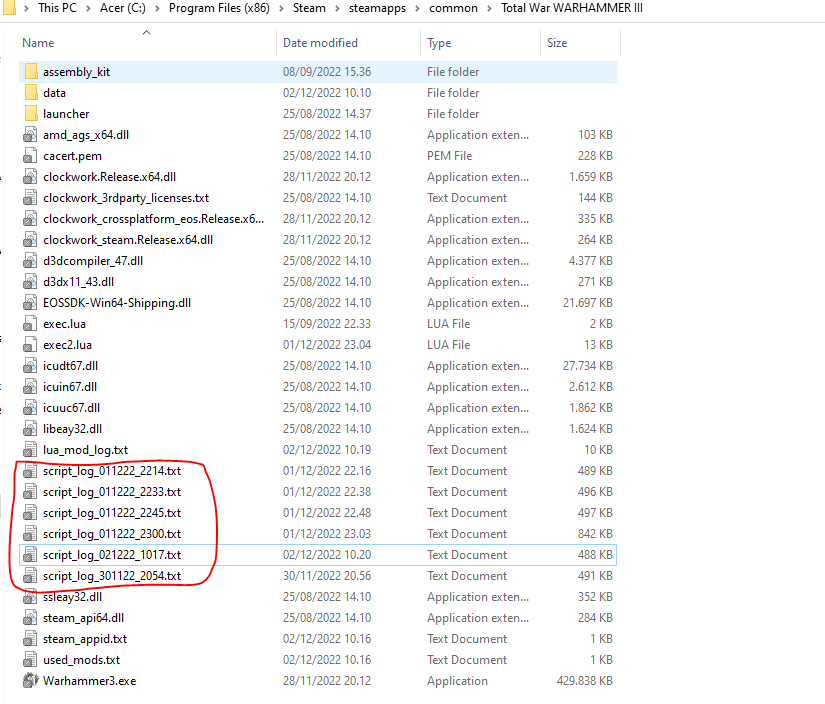 This PC > Acer (C:) > Program Files (x86) > Steam > steamapps > common > Total War WARHAMMER III
Name Date modified Type Size
assembly_kit 08/09/2022 15.36 File folder
data 02/12/2022 10.10 File folder
launcher 25/08/2022 14.37 File folder
amd_ags_x64.dll 25/08/2022 14.10 Application exten... 103 KB
cacert.pem 25/08/2022 14.10 PEM File 228 KB
clockwork.Release.x64.dll 28/11/2022 20.12 Application exten... 1.659 KB
clockwork_3rdparty_licenses.txt 25/08/2022 14.10 Text Document 144 KB
clockwork_crossplatform_eos.Release.x6... 28/11/2022 20.12 Application exten... 335 KB
clockwork_steam.Release.x64.dll 28/11/2022 20.12 Application exten... 264 KB
d3dcompiler_47.dll 25/08/2022 14.10 Application exten... 4.377 KB
d3dx11_43.dll 25/08/2022 14.10 Application exten... 271 KB
EOSSDK-Win64-Shipping.dll 25/08/2022 14.10 Application exten... 21.697 KB
exec.lua 15/09/2022 22.33 LUA File 2 KB
exec2.lua 01/12/2022 23.04 LUA File 13 KB
icudt67.dll 25/08/2022 14.10 Application exten... 27.734 KB
icuin67.dll 25/08/2022 14.10 Application exten... 2.612 KB
icuuc67.dll 25/08/2022 14.10 Application exten... 1.862 KB
libeay32.dll 25/08/2022 14.10 Application exten... 1.624 KB
lua_mod_log.txt 02/12/2022 10.19 Text Document 10 KB
script_log_011222_2214.txt 01/12/2022 22.16 Text Document 489 KB
script_log_011222_2233.txt 01/12/2022 22.38 Text Document 496 KB
script_log_011222_2245.txt 01/12/2022 22.48 Text Document 497 KB
script_log_011222_2300.txt 01/12/2022 23.03 Text Document 842 KB
script_log_021222_1017.txt 02/12/2022 10.20 Text Document 488 KB
script_log_301122_2054.txt 30/11/2022 20.56 Text Document 491 KB
ssleay32.dll 25/08/2022 14.10 Application exten... 352 KB
steam_api64.dll 25/08/2022 14.10 Application exten... 284 KB
steam_appid.txt 02/12/2022 10.16 Text Document 1 KB
used_mods.txt 02/12/2022 10.16 Text Document 1 KB
Warhammer3.exe 28/11/2022 20.12 Application 429.838 KB